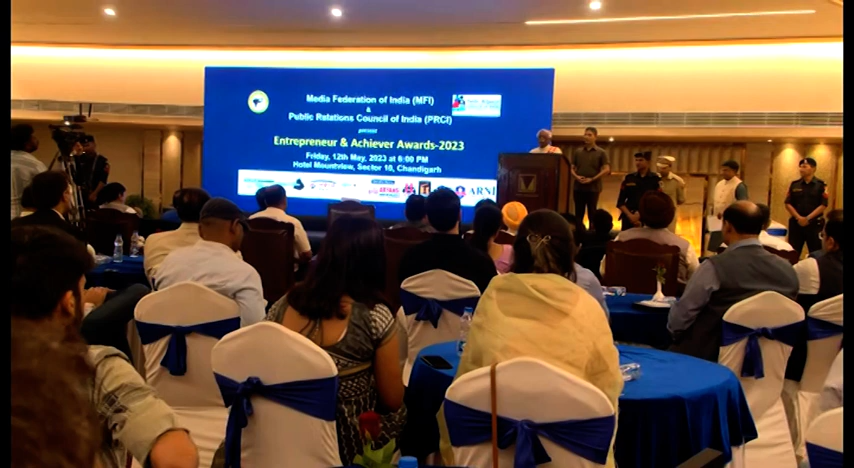 Media Federation of India (MFI)
&
Public Relations Council of India (PRCI)
present
Entrepreneur & Achiever Awards-2023
Friday, 12th May, 2023 at 6:00 PM
Hotel Mountview, Sector 10, Chandigarh
ARYANS
ARNI